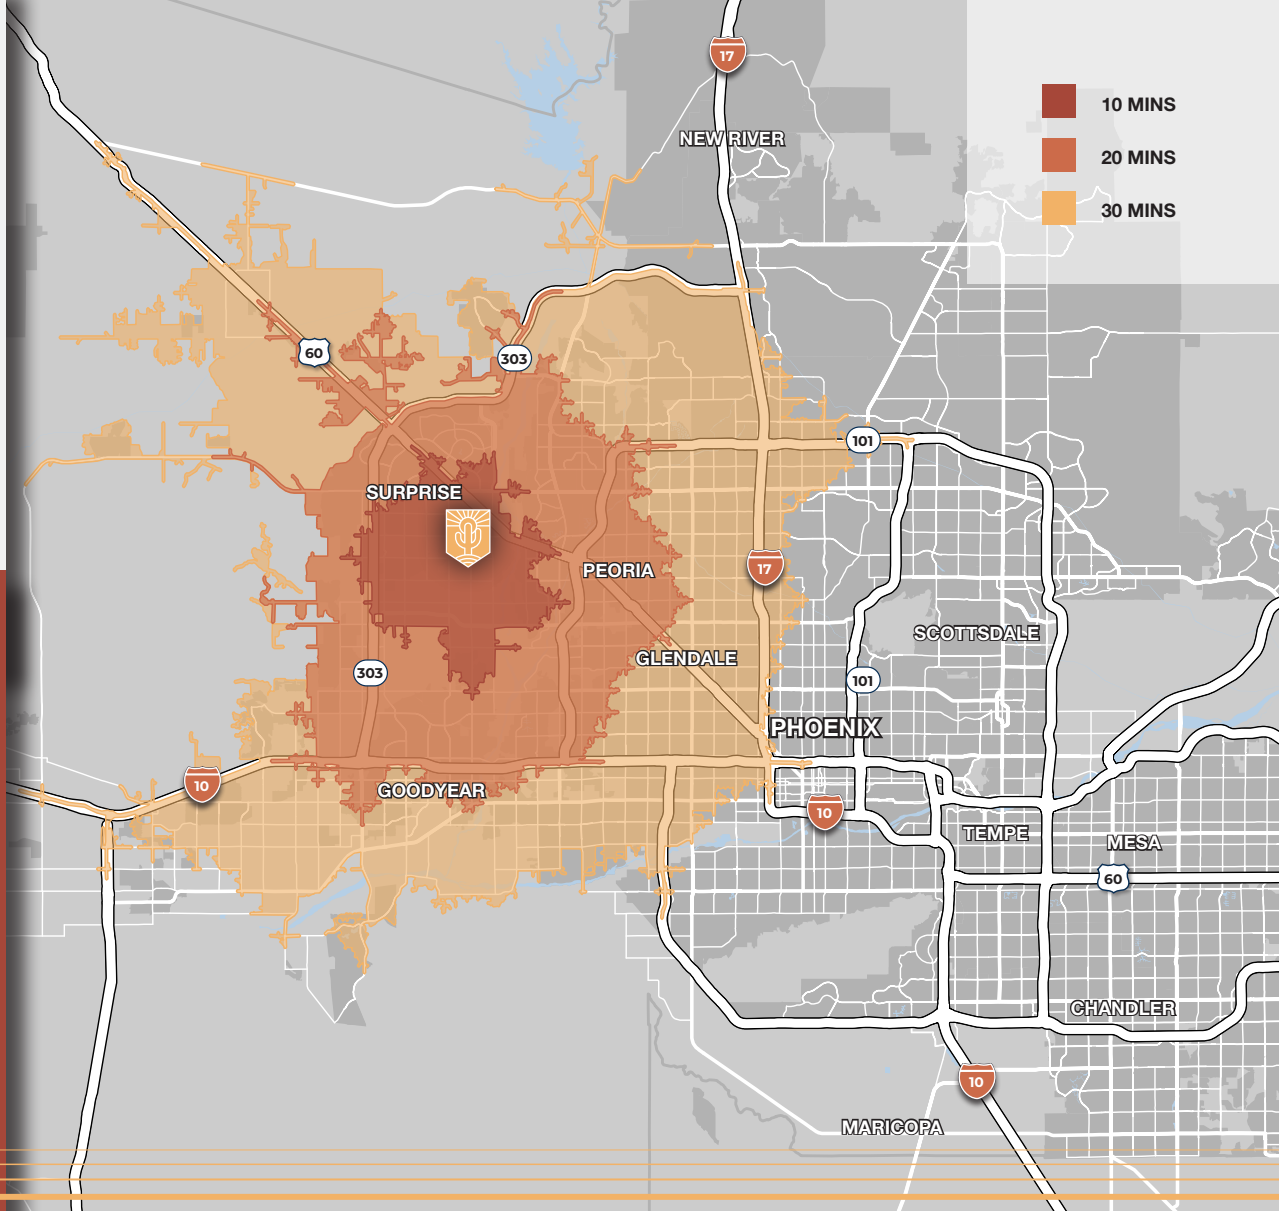 17
10 MINS
NEW RIVER
20 MINS
30 MINS
60
303
101
SURPRISE
17
PEORIA
SCOTTSDALE
GLENDALE
303
101
PHOENIX
10
GOODYEAR
10
TEMPE
MESA
60
CHANDLER
10
MARICOPA